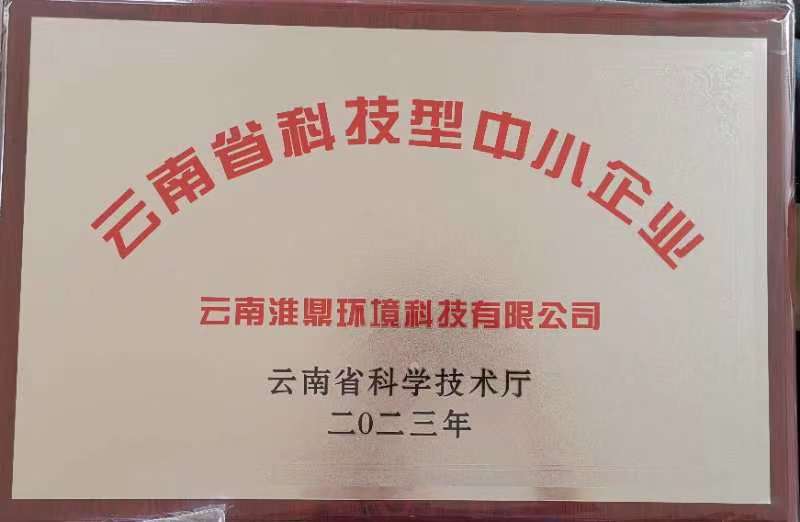 云南省科技型中小企业
云南淮鼎环境科技有限公司
云南省科学技术厅
二0二三年